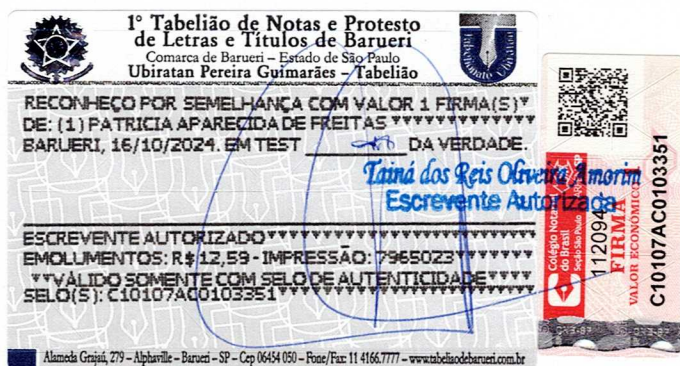 1º Tabelião de Notas e Protesto
de Letras e Títulos de Barueri
Comarca de Barueri – Estado de São Paulo
Ubiratan Pereira Guimarães – Tabelião
RECONHEÇO POR SEMELHANÇA COM VALOR 1 FIRMA(S)*
DE: (1) PATRICIA APARECIDA DE FREITAS
BARUERI, 16/10/2024. EM TEST ______ DA VERDADE.
Tainá dos Reis Oliveira Amorim
Escrevente Autorizada
ESCREVENTE AUTORIZADO
EMOLUMENTOS: R$ 12,59 - IMPRESSÃO: 7965023
**VÁLIDO SOMENTE COM SELO DE AUTENTICIDADE
SELO(S): C10107AC0103351
Alameda Grajaú, 279 – Alphaville – Barueri – SP – Cep 06454 050 – Fone/Fax: 11 4166.7777 – www.tabeliaodebarueri.com.br
Colégio Notarial
do Brasil
Seção São Paulo
FIRMA 1
VALOR ECONÔMICO
C10107AC0103351